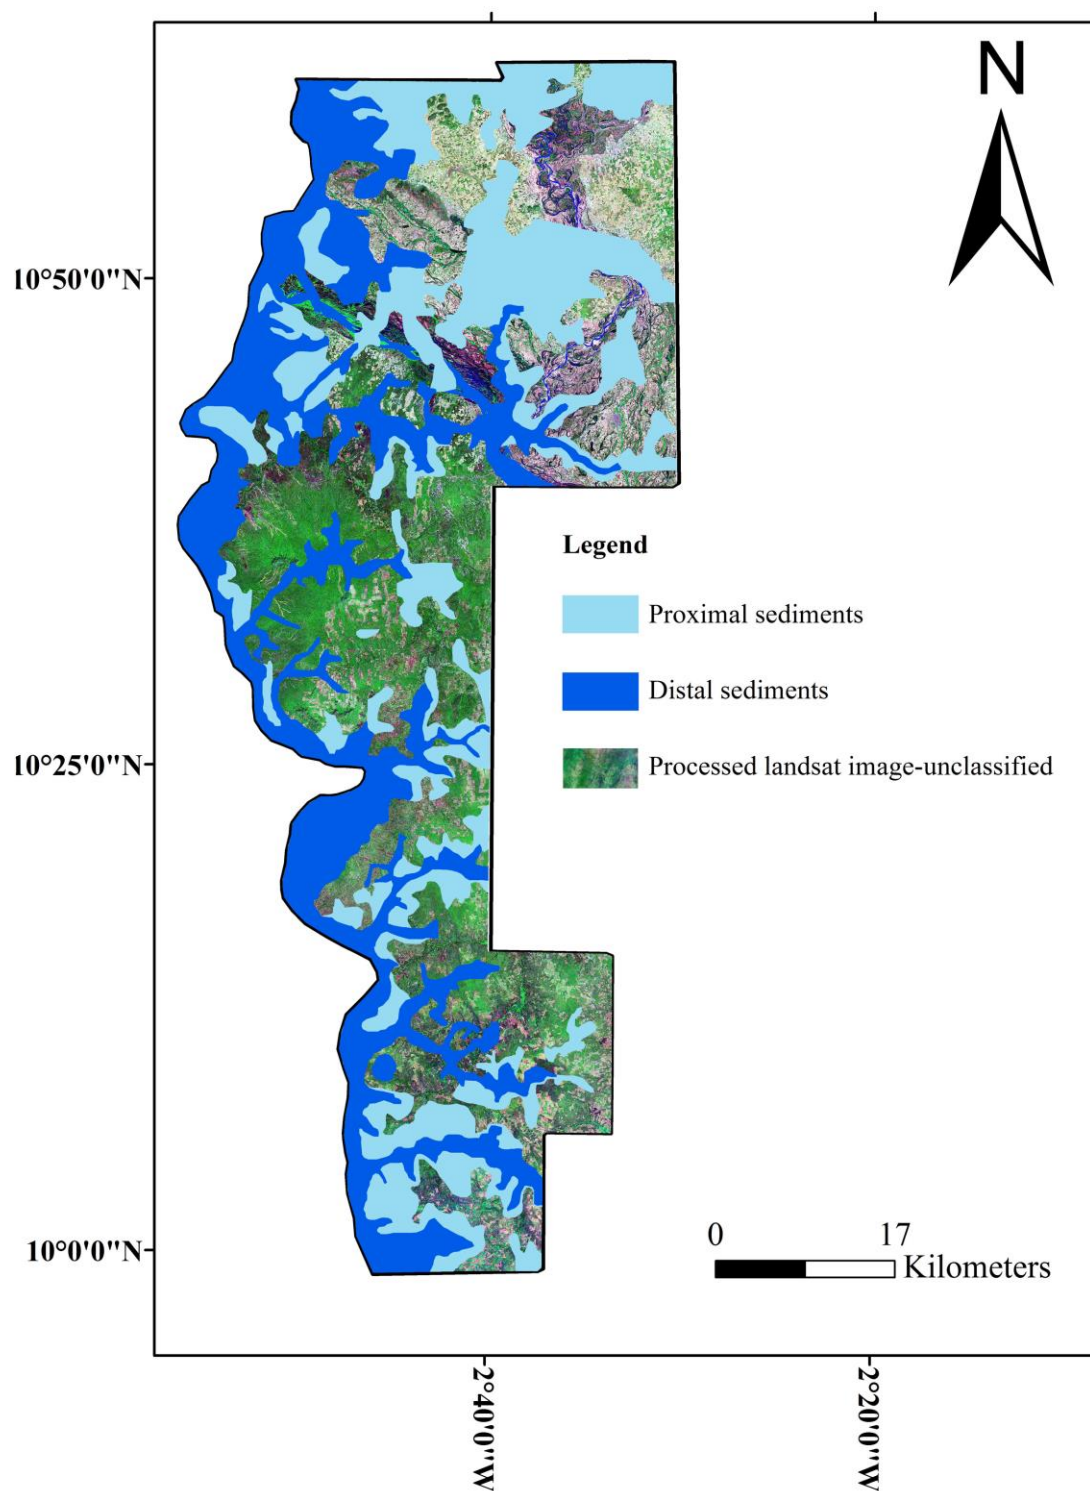 N
10°50'0"N
Legend
Proximal sediments
Distal sediments
10°25'0"N
Processed landsat image-unclassified
0 17
10°0'0"N
Kilometers
2°40'0"W
2°20'0"W